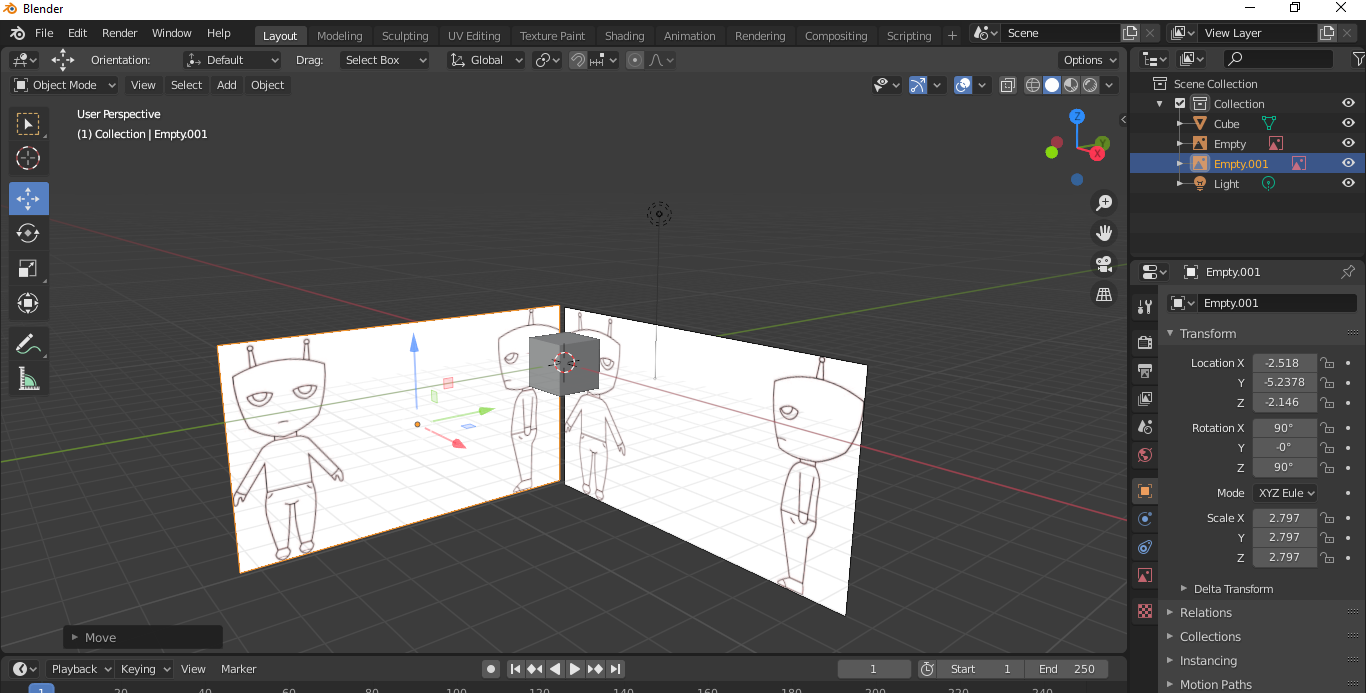 Blender
File Edit Render Window Help Layout Modeling Sculpting UV Editing Texture Paint Shading Animation Rendering Compositing Scripting + Scene View Layer
Orientation: Default Drag: Select Box Global Options
Object Mode View Select Add Object
User Perspective
(1) Collection | Empty.001
Z
Y
X
Move
Scene Collection
Collection
Cube
Empty
Empty.001
Light
Empty.001
Empty.001
Transform
Location X -2.518
Y -5.2378
Z -2.146
Rotation X 90°
Y -0°
Z 90°
Mode XYZ Eule
Scale X 2.797
Y 2.797
Z 2.797
Delta Transform
Relations
Collections
Instancing
Motion Paths
Playback Keying View Marker 1 Start 1 End 250
1 20 40 60 80 100 120 140 160 180 200 220 240